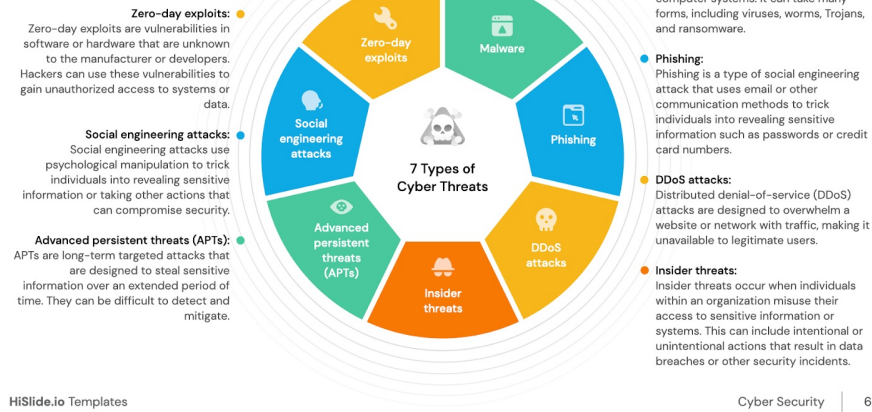 Zero-day exploits:
Zero-day exploits are vulnerabilities in
software or hardware that are unknown
to the manufacturer or developers.
Hackers can use these vulnerabilities to
gain unauthorized access to systems or
data.
Social engineering attacks:
Social engineering attacks use
psychological manipulation to trick
individuals into revealing sensitive
information or taking other actions that
can compromise security.
Advanced persistent threats (APTs):
APTs are long-term targeted attacks that
are designed to steal sensitive
information over an extended period of
time. They can be difficult to detect and
mitigate.
Zero-day
exploits
Malware
Social
engineering
attacks
Phishing
7 Types of
Cyber Threats
Advanced
persistent
threats
(APTs)
DDoS
attacks
Insider
threats
computer systems. It can take many
forms, including viruses, worms, Trojans,
and ransomware.
Phishing:
Phishing is a type of social engineering
attack that uses email or other
communication methods to trick
individuals into revealing sensitive
information such as passwords or credit
card numbers.
DDoS attacks:
Distributed denial-of-service (DDoS)
attacks are designed to overwhelm a
website or network with traffic, making it
unavailable to legitimate users.
Insider threats:
Insider threats occur when individuals
within an organization misuse their
access to sensitive information or
systems. This can include intentional or
unintentional actions that result in data
breaches or other security incidents.
HiSlide.io Templates
Cyber Security 6